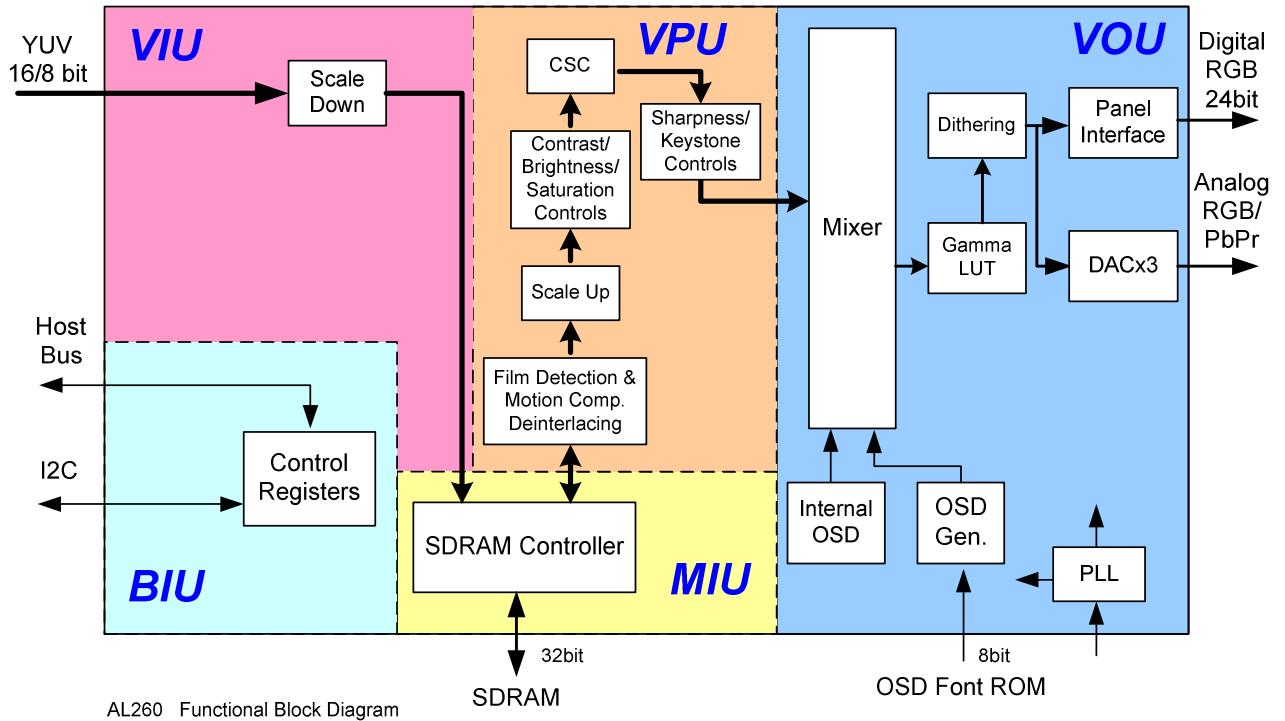 VIU
VPU
VOU
YUV
16/8 bit
Scale
Down
CSC
Sharpness/
Keystone
Controls
Contrast/
Brightness/
Saturation
Controls
Scale Up
Film Detection &
Motion Comp.
Deinterlacing
Mixer
Dithering
Gamma
LUT
Panel
Interface
DACx3
Digital
RGB
24bit
Analog
RGB/
PbPr
Host
Bus
I2C
Control
Registers
BIU
SDRAM Controller
MIU
Internal
OSD
OSD
Gen.
PLL
32bit
SDRAM
8bit
OSD Font ROM
AL260 Functional Block Diagram